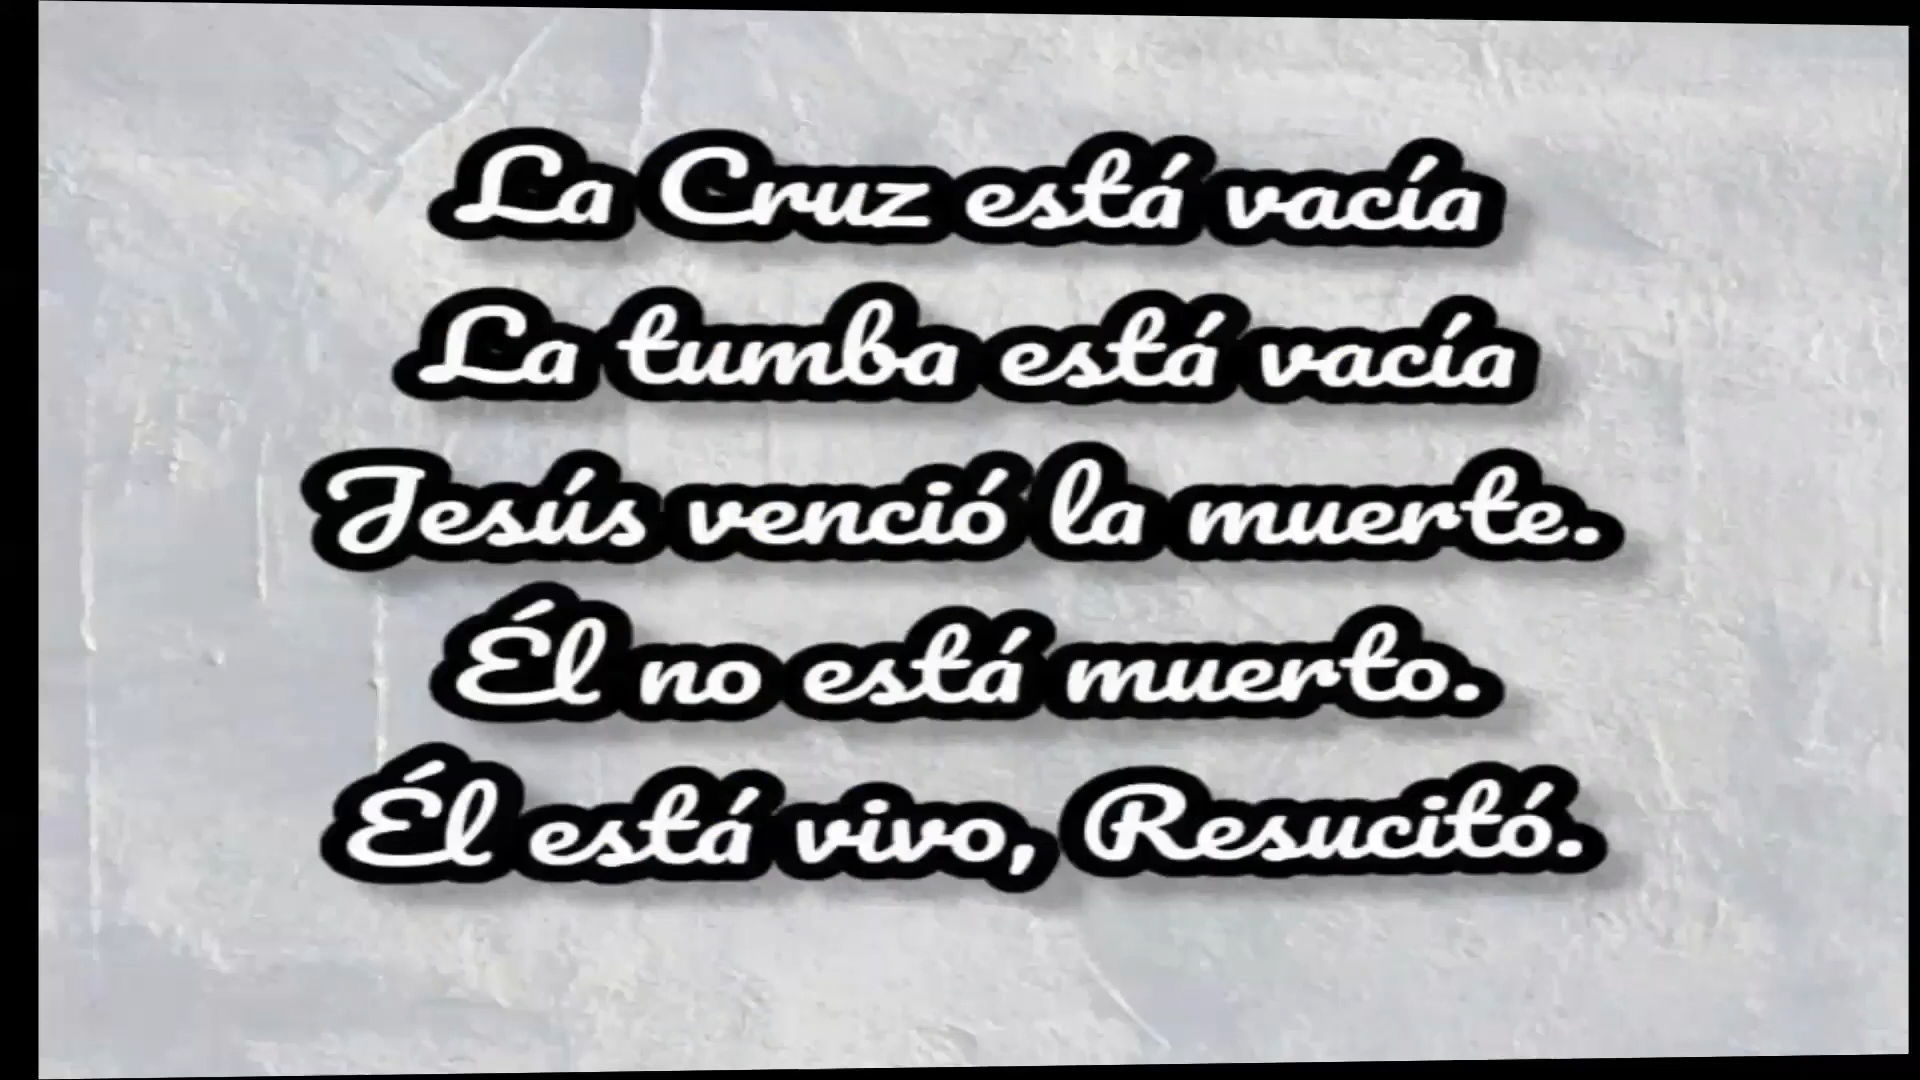 La Cruz está vacía
La tumba está vacía
Jesús venció la muerte.
Él no está muerto.
Él está vivo, Resucitó.